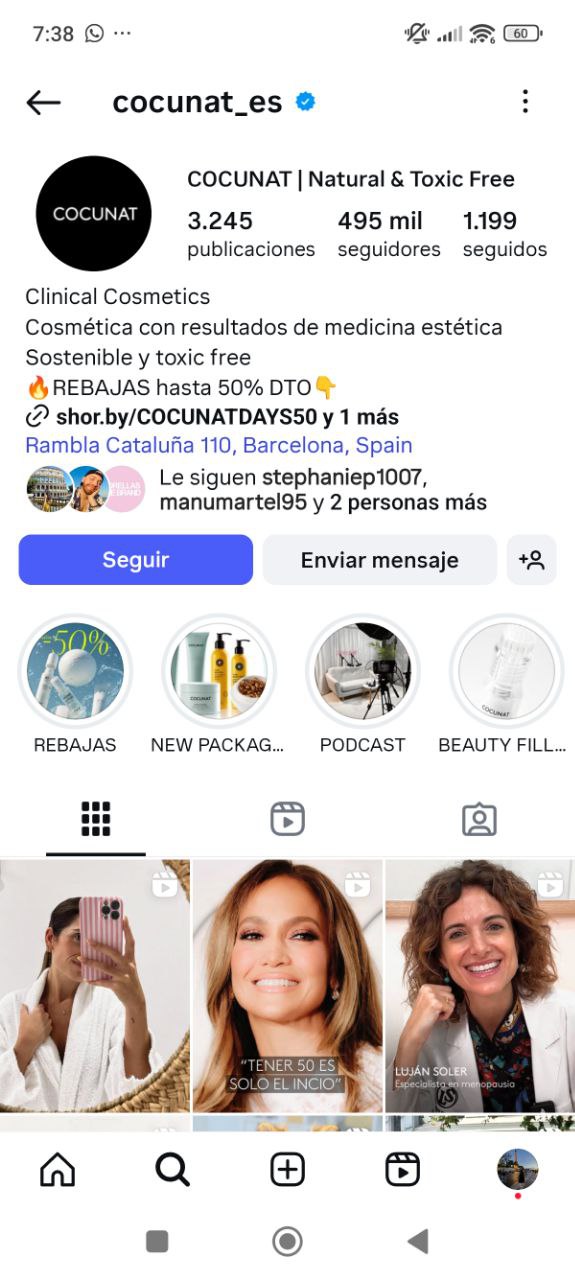 7:38
60
cocunat_es
COCUNAT
COCUNAT | Natural & Toxic Free
3.245
495 mil
1.199
publicaciones
seguidores
seguidos
Clinical Cosmetics
Cosmética con resultados de medicina estética
Sostenible y toxic free
🔥REBAJAS hasta 50% DTO👇
shor.by/COCUNATDAYS50 y 1 más
Rambla Cataluña 110, Barcelona, Spain
Le siguen stephaniep1007,
manumartel95 y 2 personas más
Seguir
Enviar mensaje
-50%
COCUNAT
COCUNAT
REBAJAS
NEW PACKAG...
PODCAST
BEAUTY FILL...
"TENER 50 ES
SOLO EL INCIO"
LUJÁN SOLER
Especialista en menopausia